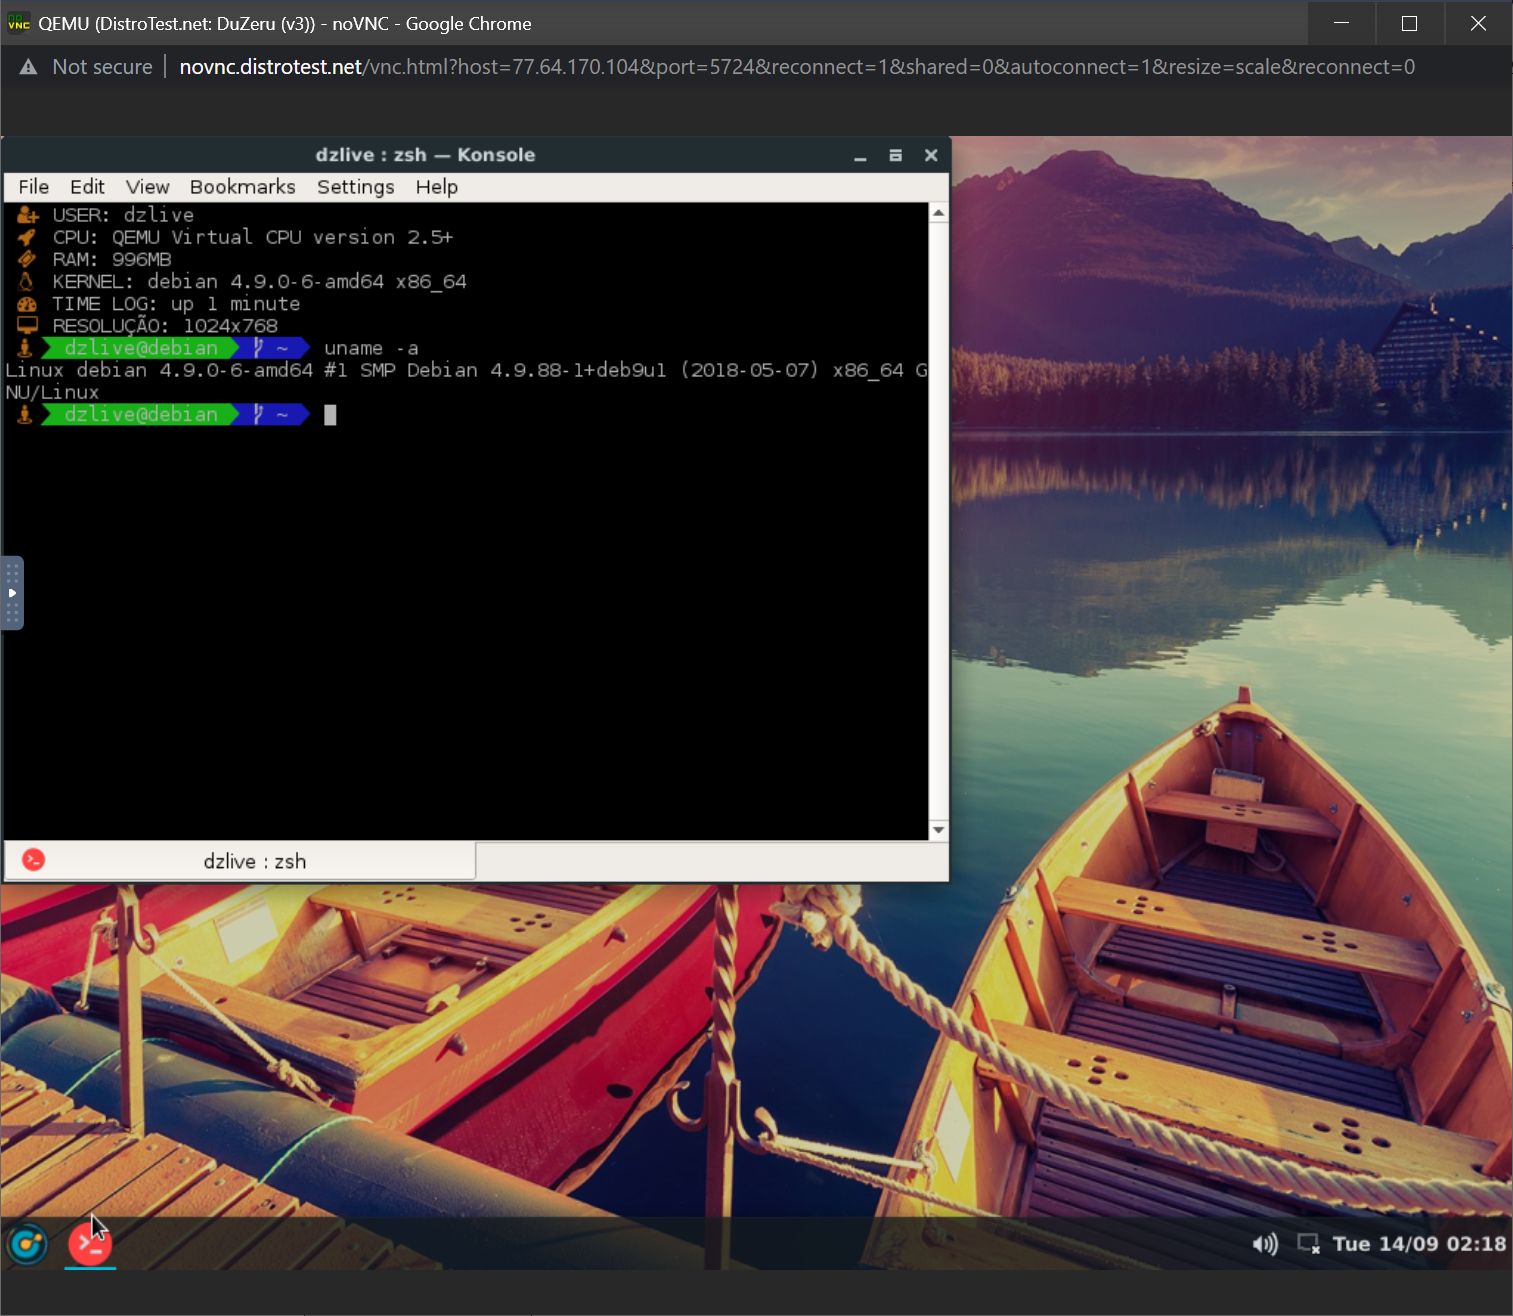 QEMU (DistroTest.net: DuZeru (v3)) - noVNC - Google Chrome
Not secure novnc.distrotest.net/vnc.html?host=77.64.170.104&port=5724&reconnect=1&shared=0&autoconnect=1&resize=scale&reconnect=0
dzlive : zsh — Konsole
File Edit View Bookmarks Settings Help
USER: dzlive
CPU: QEMU Virtual CPU version 2.5+
RAM: 996MB
KERNEL: debian 4.9.0-6-amd64 x86_64
TIME LOG: up 1 minute
RESOLUÇÃO: 1024x768
dzlive@debian ~ uname -a
Linux debian 4.9.0-6-amd64 #1 SMP Debian 4.9.88-1+deb9u1 (2018-05-07) x86_64 G
NU/Linux
dzlive@debian ~
dzlive : zsh
Tue 14/09 02:18